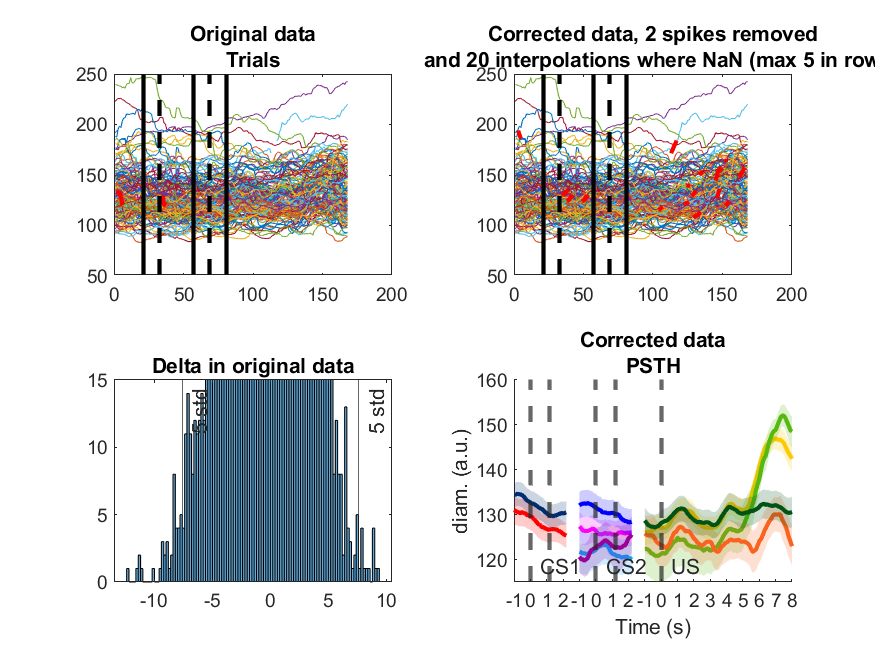 Original data
Trials
250
200
150
100
50
0 50 100 150 200
Corrected data, 2 spikes removed
and 20 interpolations where NaN (max 5 in row
250
200
150
100
50
0 50 100 150 200
Delta in original data
15
10
5
0
-10 -5 0 5 10
5 std
5 std
Corrected data
PSTH
diam. (a.u.)
160
150
140
130
120
CS1 CS2 US
-1 0 1 2 -1 0 1 2 -1 0 1 2 3 4 5 6 7 8
Time (s)